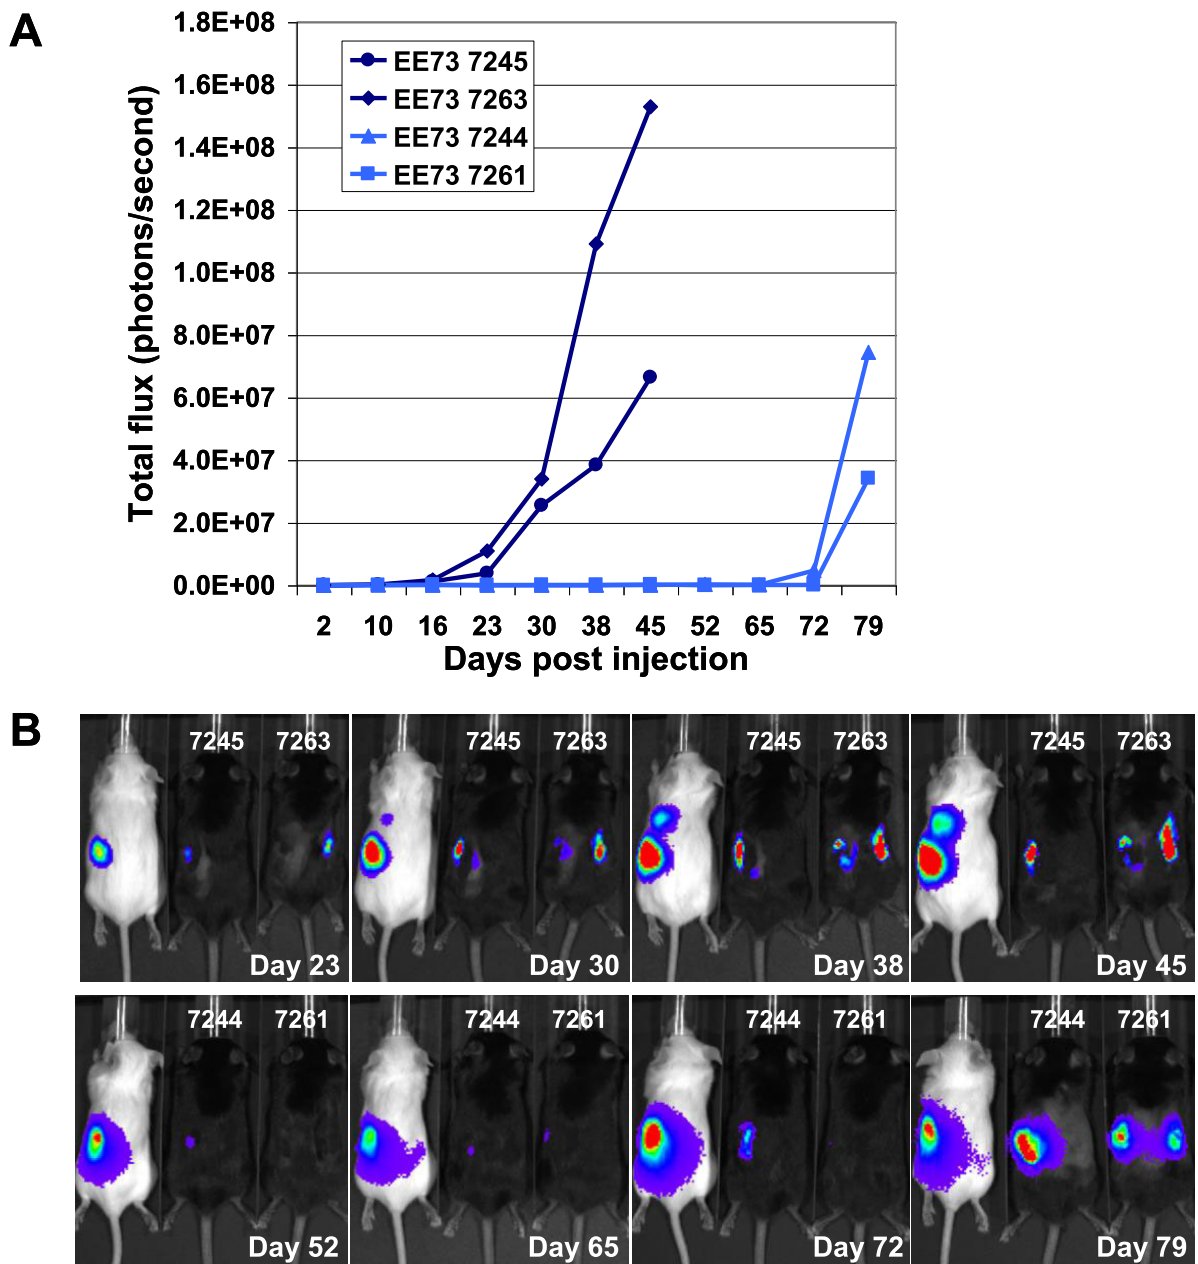 A
1.8E+08
1.6E+08
1.4E+08
1.2E+08
1.0E+08
8.0E+07
6.0E+07
4.0E+07
2.0E+07
0.0E+00
Total flux (photons/second)
EE73 7245
EE73 7263
EE73 7244
EE73 7261
2 10 16 23 30 38 45 52 65 72 79
Days post injection
B
7245 7263
Day 23
7245 7263
Day 30
7245 7263
Day 38
7245 7263
Day 45
7244 7261
Day 52
7244 7261
Day 65
7244 7261
Day 72
7244 7261
Day 79